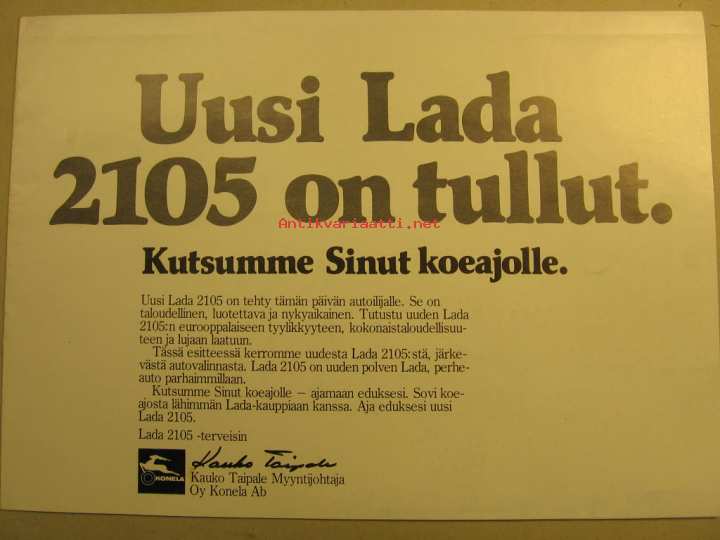 Uusi Lada
2105 on tullut.
Antikvariaatti.net
Kutsumme Sinut koeajolle.
Uusi Lada 2105 on tehty tämän päivän autoilijalle. Se on
taloudellinen, luotettava ja nykyaikainen. Tutustu uuden Lada
2105:n eurooppalaiseen tyylikkyyteen, kokonaistaloudellisuu-
teen ja lujaan laatuun.
Tässä esitteessä kerromme uudesta Lada 2105:stä, järke-
västä autovalinnasta. Lada 2105 on uuden polven Lada, perhe-
auto parhaimmillaan.
Kutsumme Sinut koeajolle – ajamaan eduksesi. Sovi koe-
ajosta lähimmän Lada-kauppiaan kanssa. Aja eduksesi uusi
Lada 2105.
Lada 2105 -terveisin
Kauko Taipale
KONELA
Kauko Taipale Myyntijohtaja
Oy Konela Ab